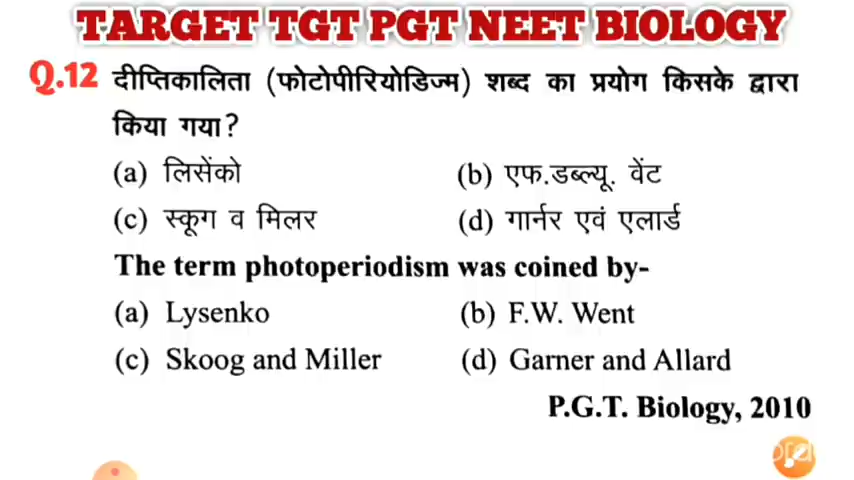 TARGET TGT PGT NEET BIOLOGY
Q.12 दीप्तिकालिता (फोटोपीरियोडिज्म) शब्द का प्रयोग किसके द्वारा
किया गया?
(a) लिसेंको (b) एफ.डब्ल्यू. वेंट
(c) स्कूग व मिलर (d) गार्नर एवं एलार्ड
The term photoperiodism was coined by-
(a) Lysenko (b) F.W. Went
(c) Skoog and Miller (d) Garner and Allard
P.G.T. Biology, 2010